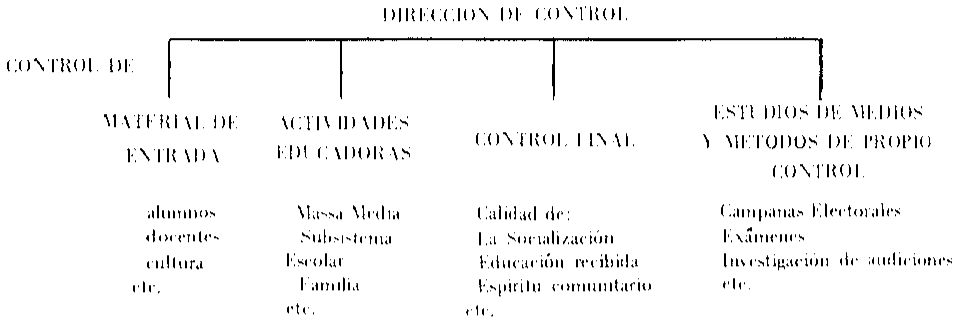 DIRECCION DE CONTROL
CONTROL DE
MATERIAL DE
ENTRADA
alumnos
docentes
cultura
etc.
ACTIVIDADES
EDUCADORAS
Massa Media
Subsistema
Escolar
Familia
etc.
CONTROL FINAL
Calidad de:
La Socialización
Educación recibida
Espíritu comunitario
etc.
ESTUDIOS DE MEDIOS
Y METODOS DE PROPIO
CONTROL
Campanas Electorales
Exámenes
Investigación de audiciones
etc.